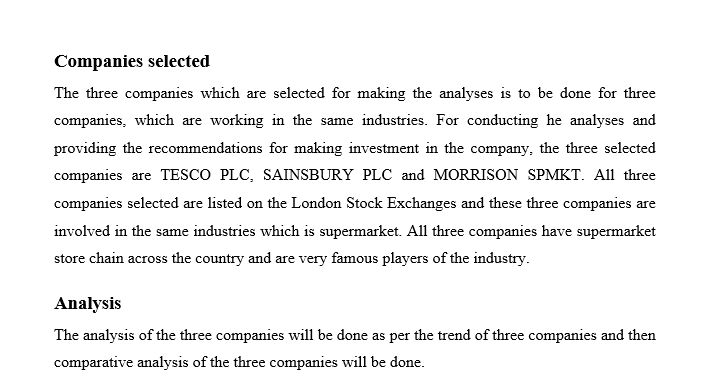 Companies selected
The three companies which are selected for making the analyses is to be done for three
companies, which are working in the same industries. For conducting he analyses and
providing the recommendations for making investment in the company, the three selected
companies are TESCO PLC, SAINSBURY PLC and MORRISON SPMKT. All three
companies selected are listed on the London Stock Exchanges and these three companies are
involved in the same industries which is supermarket. All three companies have supermarket
store chain across the country and are very famous players of the industry.
Analysis
The analysis of the three companies will be done as per the trend of three companies and then
comparative analysis of the three companies will be done.